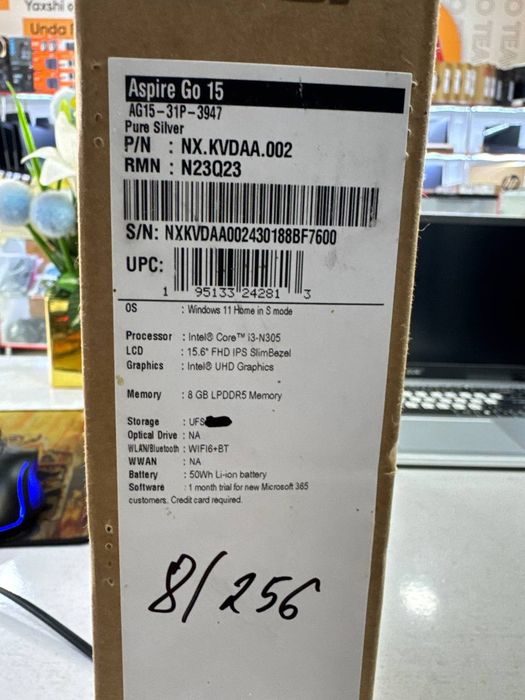 Yaxshi
Unda
Aspire Go 15
AG15-31P-3947
Pure Silver
P/N : NX.KVDAA.002
RMN : N23Q23
S/N: NXKVDAA002430188BF7600
UPC:
1 95133 24281 3
OS : Windows 11 Home in S mode
Processor : Intel® Core™ i3-N305
LCD : 15.6" FHD IPS SlimBezel
Graphics : Intel® UHD Graphics
Memory : 8 GB LPDDR5 Memory
Storage : UFS
Optical Drive : NA
WLAN/Bluetooth : WIFI6+BT
WWAN : NA
Battery : 50Wh Li-ion battery
Software : 1 month trial for new Microsoft 365
customers. Credit card required.
8/256